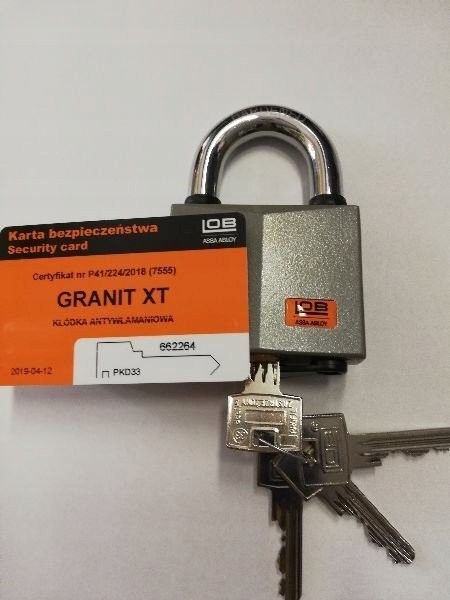 Karta bezpieczeństwa
Security card
LOB
ASSA ABLOY
Certyfikat nr P41/224/2018 (7555)
GRANIT XT
KŁÓDKA ANTYWŁAMANIOWA
662264
2019-04-12
PKD33
LOB
ASSA ABLOY